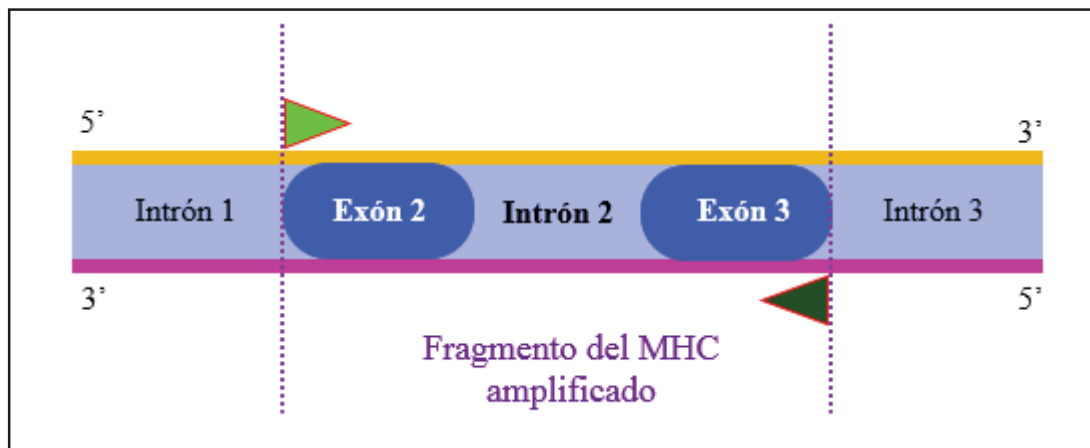 5’
3’
Intrón 1
Exón 2
Intrón 2
Exón 3
Intrón 3
3’
5’
Fragmento del MHC
amplificado